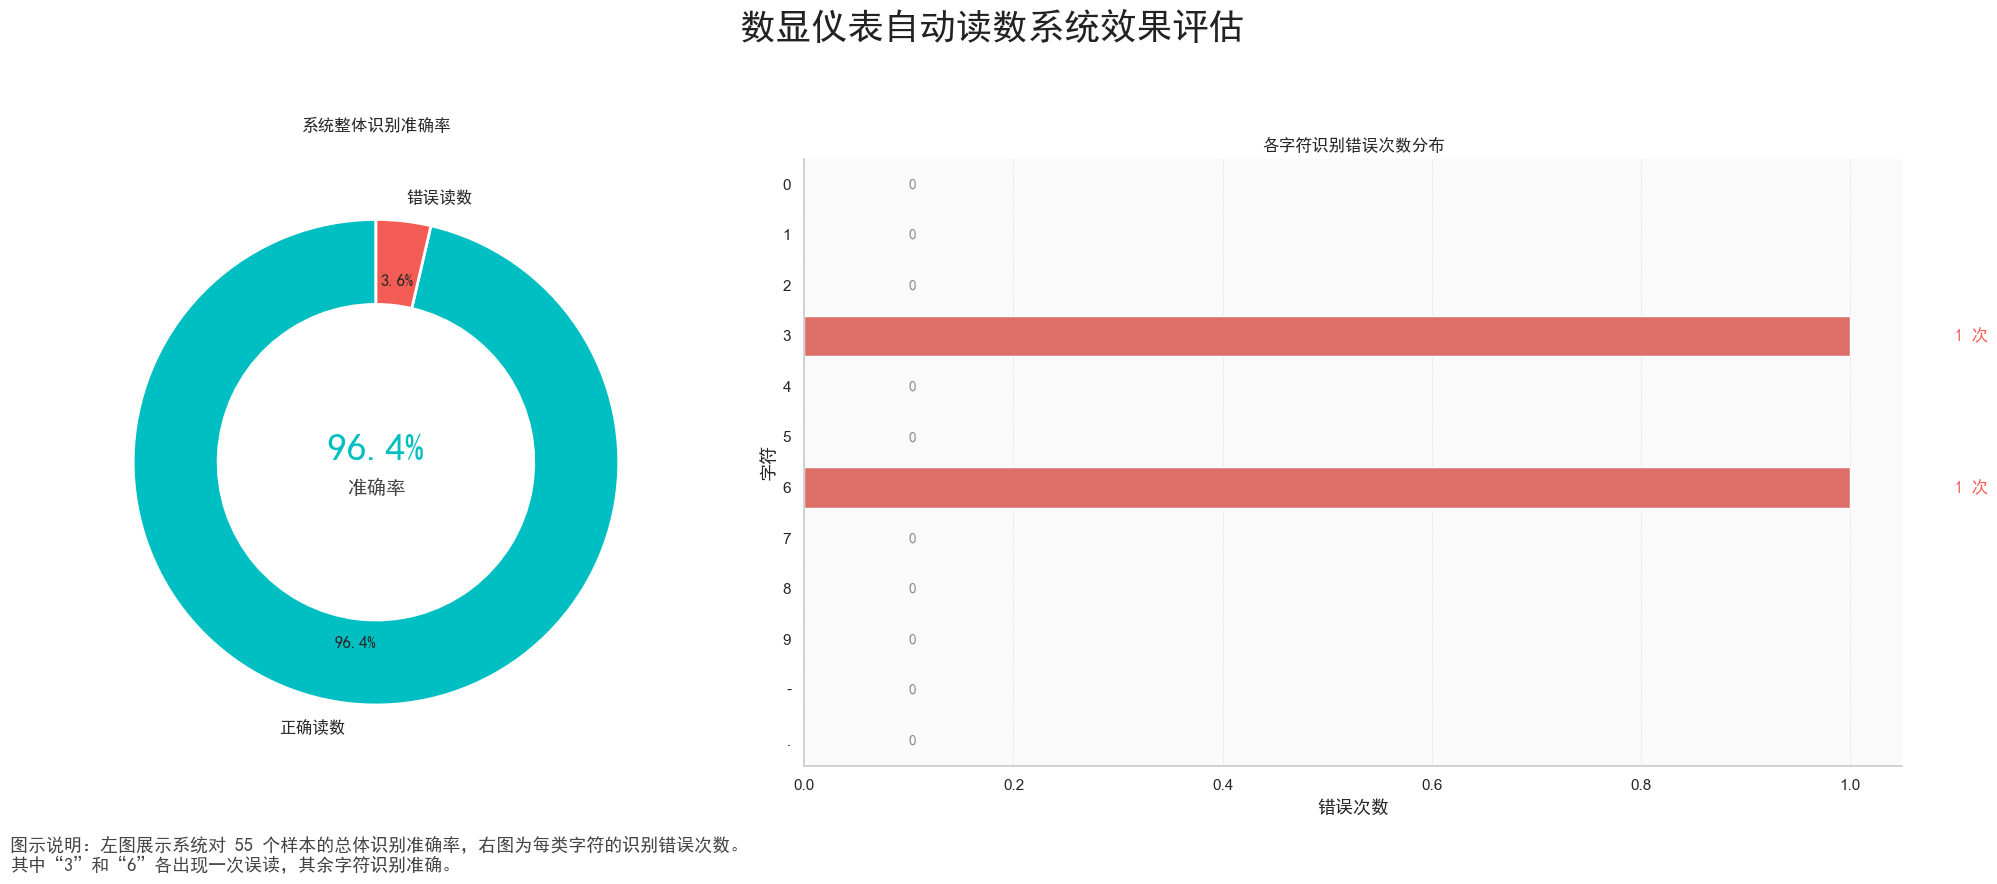 数显仪表自动读数系统效果评估
系统整体识别准确率
错误读数
3.6%
96.4%
准确率
96.4%
正确读数
各字符识别错误次数分布
字符
0 0
1 0
2 0
3 1 次
4 0
5 0
6 1 次
7 0
8 0
9 0
- 0
. 0
0.0 0.2 0.4 0.6 0.8 1.0
错误次数
图示说明：左图展示系统对 55 个样本的总体识别准确率，右图为每类字符的识别错误次数。
其中“3”和“6”各出现一次误读，其余字符识别准确。